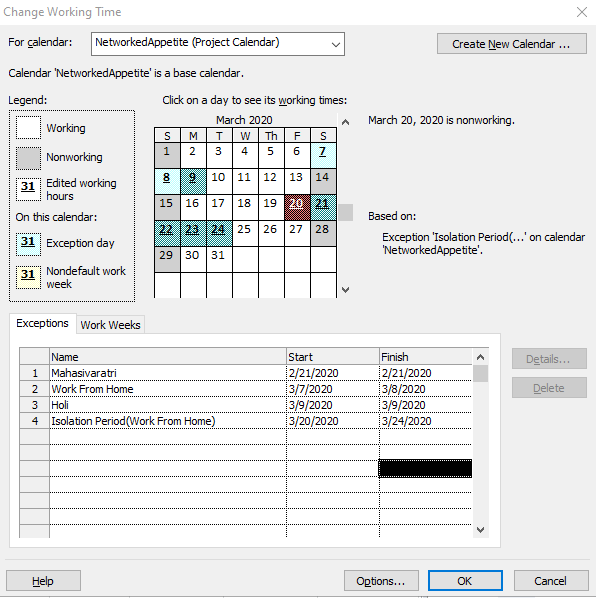 Change Working Time
For calendar: NetworkedAppetite (Project Calendar)
Create New Calendar ...
Calendar 'NetworkedAppetite' is a base calendar.
Legend:
Working
Nonworking
31 Edited working hours
On this calendar:
31 Exception day
31 Nondefault work week
Click on a day to see its working times:
March 2020
S M T W Th F S
1 2 3 4 5 6 7
8 9 10 11 12 13 14
15 16 17 18 19 20 21
22 23 24 25 26 27 28
29 30 31
March 20, 2020 is nonworking.
Based on:
Exception 'Isolation Period(...' on calendar
'NetworkedAppetite'.
Exceptions Work Weeks
Name Start Finish
1 Mahasivaratri 2/21/2020 2/21/2020
2 Work From Home 3/7/2020 3/8/2020
3 Holi 3/9/2020 3/9/2020
4 Isolation Period(Work From Home) 3/20/2020 3/24/2020
Details...
Delete
Help Options... OK Cancel